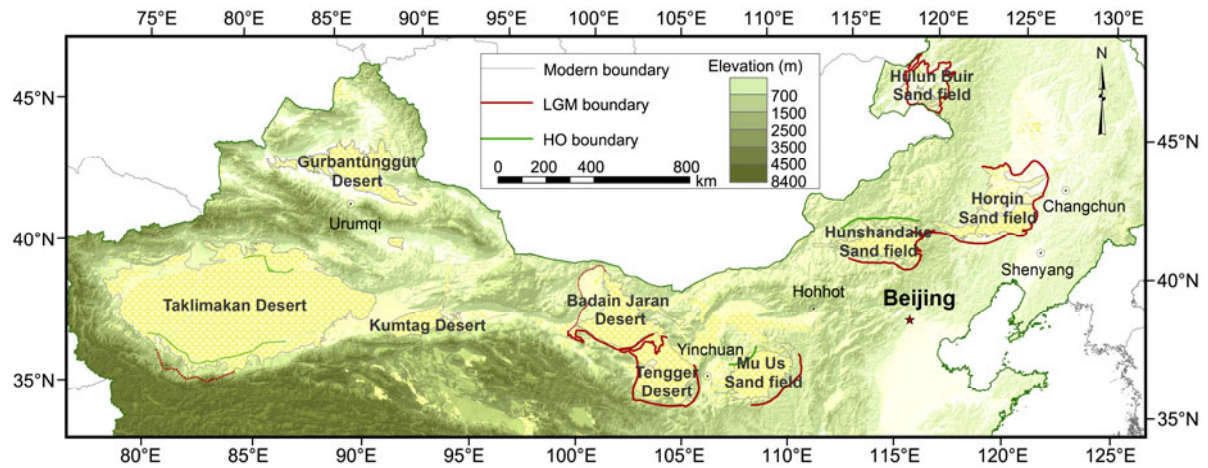 75°E 80°E 85°E 90°E 95°E 100°E 105°E 110°E 115°E 120°E 125°E 130°E
N
Modern boundary
LGM boundary
HO boundary
0 200 400 800
km
Elevation (m)
700
1500
2500
3500
4500
8400
Hulun Buir
Sand field
45°N
45°N
Gurbantünggüt
Desert
Urumqi
Horqin
Sand field
Changchun
40°N
Hunshandake
Sand field
Shenyang
40°N
Taklimakan Desert
Kumtag Desert
Badain Jaran
Desert
Hohhot
Beijing
Yinchuan
Tengger
Desert
Mu Us
Sand field
35°N
35°N
80°E 85°E 90°E 95°E 100°E 105°E 110°E 115°E 120°E 125°E